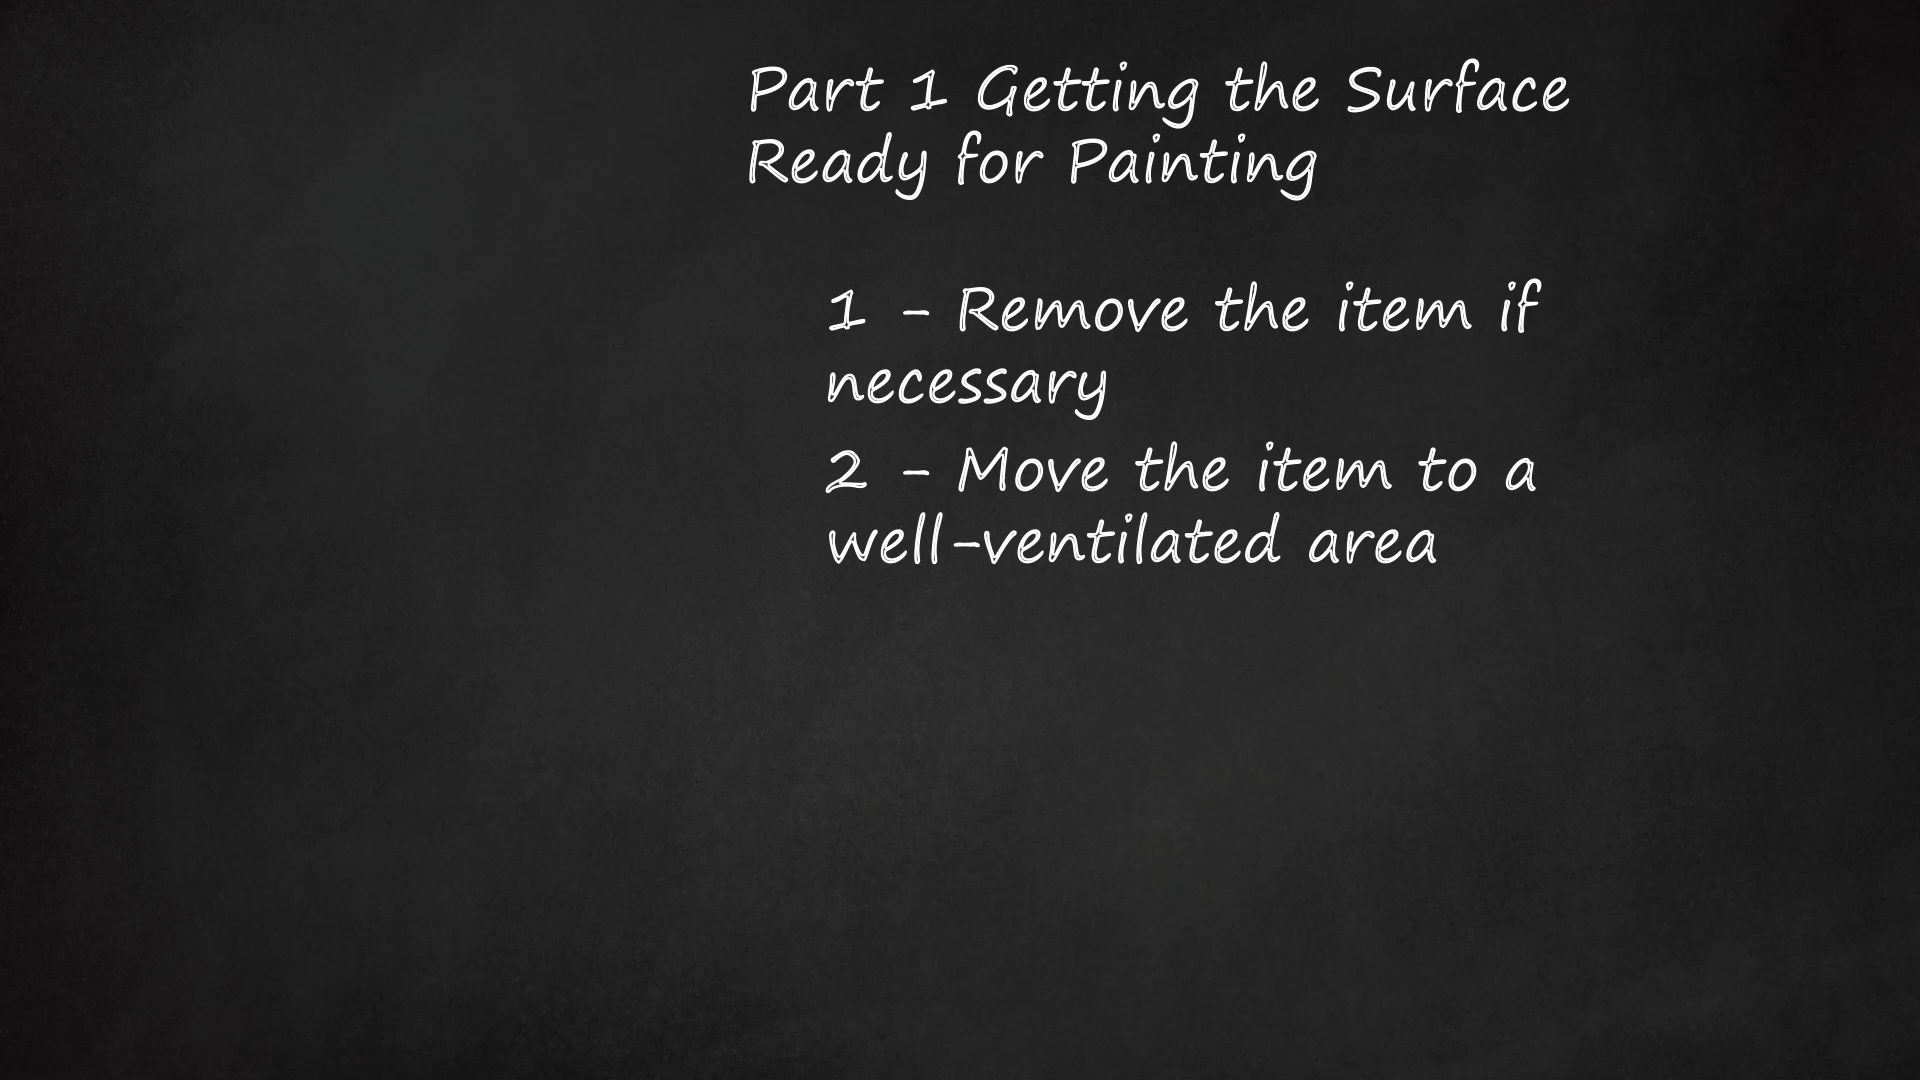 Part 1 Getting the Surface
Ready for Painting
1 - Remove the item if
necessary
2 - Move the item to a
well-ventilated area